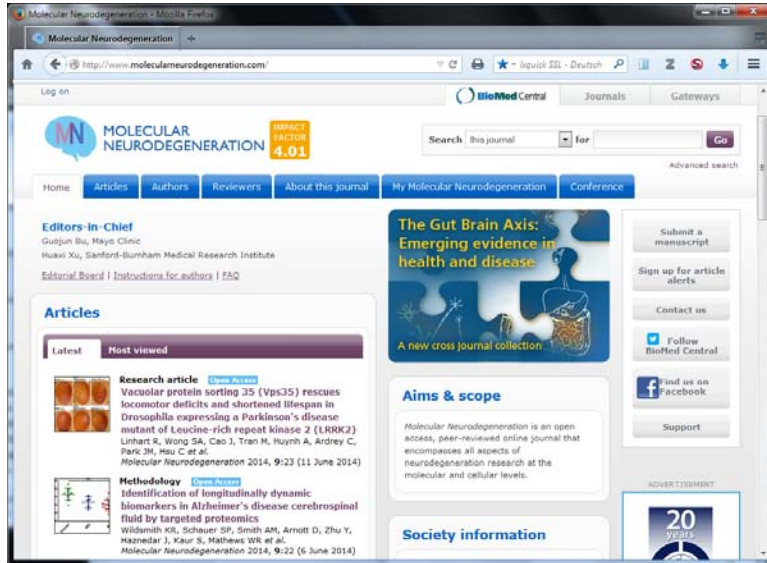 Molecular Neurodegeneration - Mozilla Firefox
Molecular Neurodegeneration
http://www.molecularneurodegeneration.com/
Ixquick SSL - Deutsch
Log on
BioMed Central
Journals
Gateways
MN
MOLECULAR
NEURODEGENERATION
IMPACT
FACTOR
4.01
Search this journal for Go
Advanced search
Home Articles Authors Reviewers About this journal My Molecular Neurodegeneration Conference
Editors-in-Chief
Guojun Bu, Mayo Clinic
Huaxi Xu, Sanford-Burnham Medical Research Institute
Editorial Board | Instructions for authors | FAQ
Articles
Latest Most viewed
Research article Open Access
Vacuolar protein sorting 35 (Vps35) rescues
locomotor deficits and shortened lifespan in
Drosophila expressing a Parkinson's disease
mutant of Leucine-rich repeat kinase 2 (LRRK2)
Linhart R, Wong SA, Cao J, Tran M, Huynh A, Ardrey C,
Park JM, Hsu C et al.
Molecular Neurodegeneration 2014, 9:23 (11 June 2014)
Methodology Open Access
Identification of longitudinally dynamic
biomarkers in Alzheimer's disease cerebrospinal
fluid by targeted proteomics
Wildsmith KR, Schauer SP, Smith AM, Arnott D, Zhu Y,
Haznedar J, Kaur S, Mathews WR et al.
Molecular Neurodegeneration 2014, 9:22 (6 June 2014)
The Gut Brain Axis:
Emerging evidence in
health and disease
A new cross journal collection
Aims & scope
Molecular Neurodegeneration is an open
access, peer-reviewed online journal that
encompasses all aspects of
neurodegeneration research at the
molecular and cellular levels.
Society information
Submit a
manuscript
Sign up for article
alerts
Contact us
Follow
BioMed Central
Find us on
Facebook
Support
ADVERTISEMENT
20
years